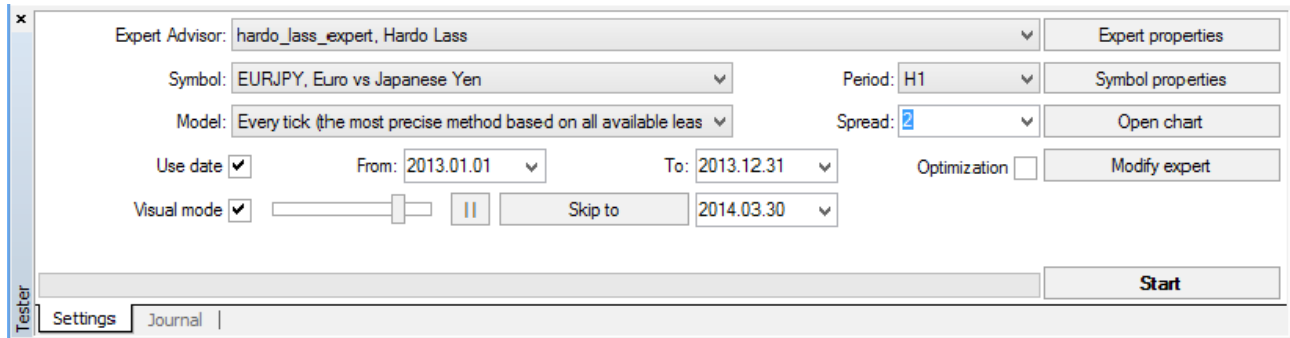 Expert Advisor: hardo_lass_expert, Hardo Lass Expert properties
Symbol: EURJPY, Euro vs Japanese Yen Period: H1 Symbol properties
Model: Every tick (the most precise method based on all available leas Spread: 2 Open chart
Use date From: 2013.01.01 To: 2013.12.31 Optimization Modify expert
Visual mode Skip to 2014.03.30
Start
Settings Journal
Tester